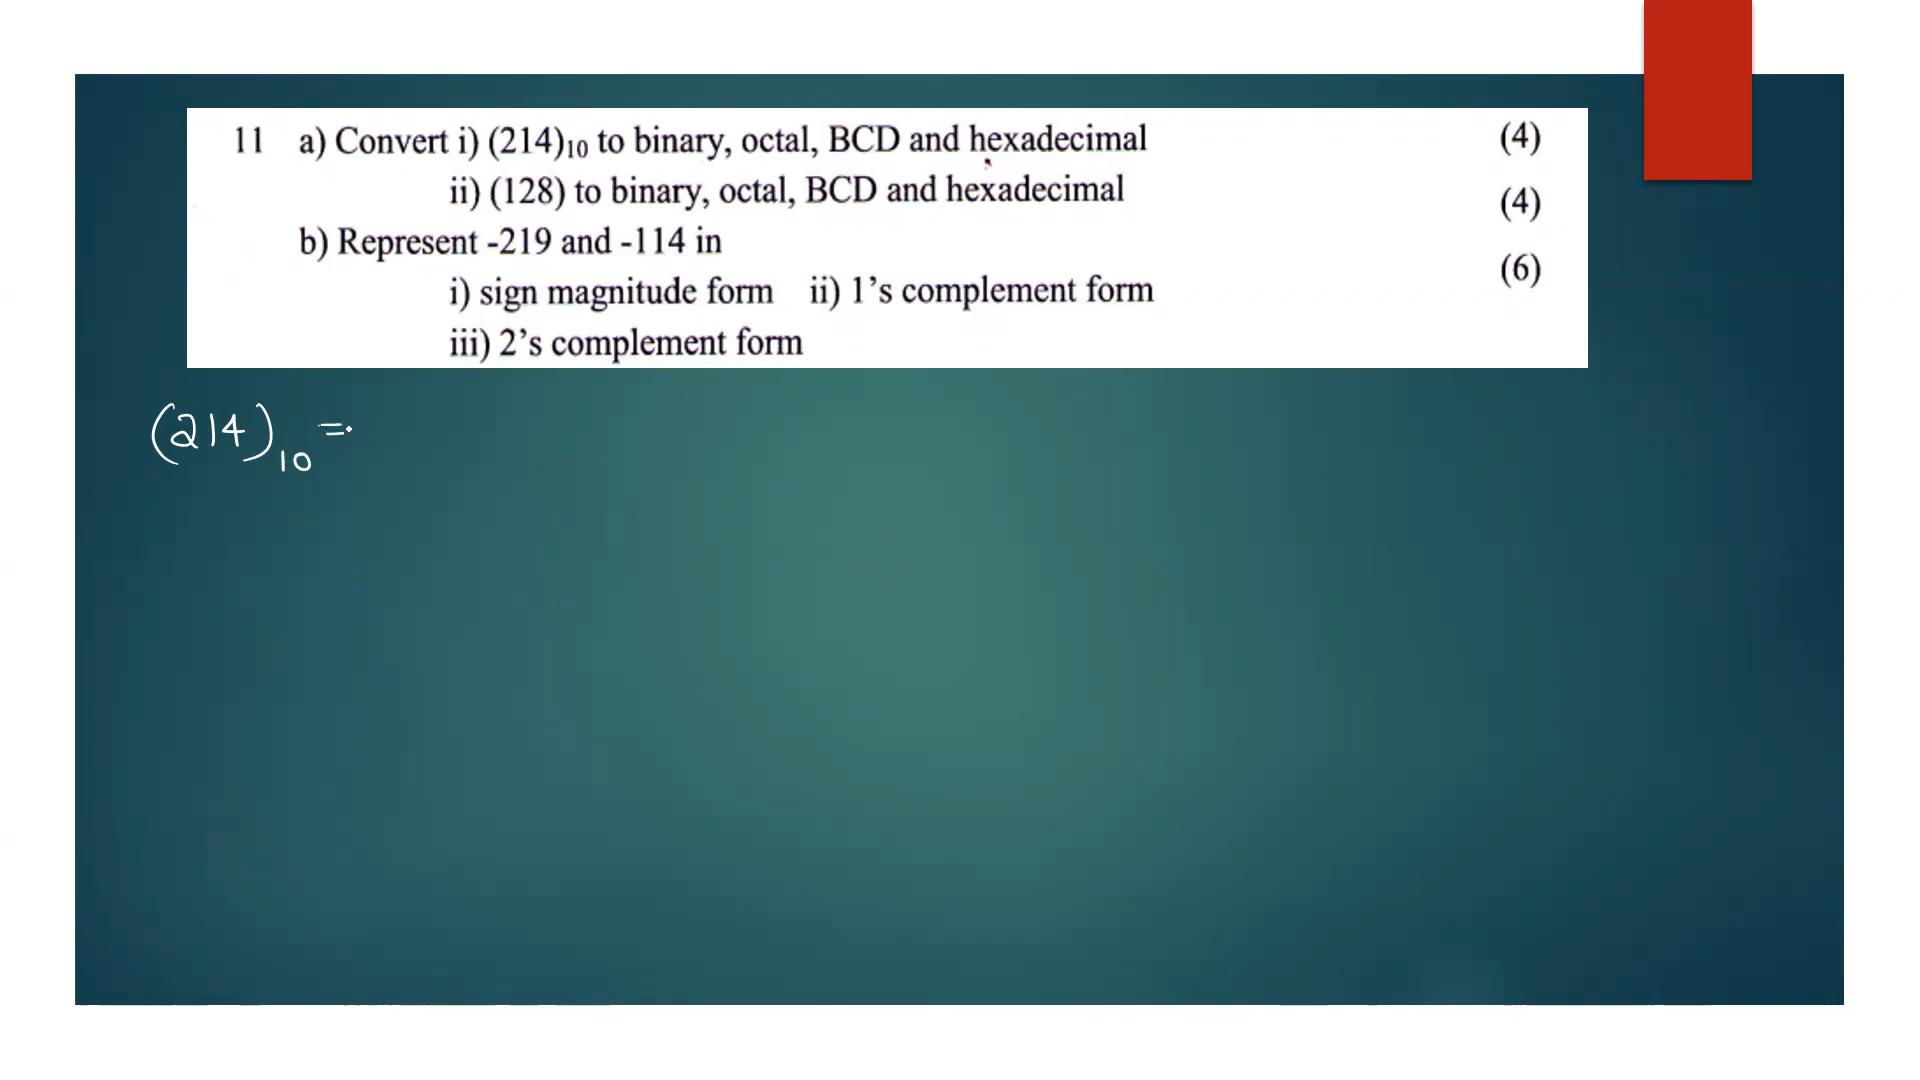 11 a) Convert i) (214)₁₀ to binary, octal, BCD and hexadecimal (4)
ii) (128) to binary, octal, BCD and hexadecimal (4)
b) Represent -219 and -114 in (6)
i) sign magnitude form ii) 1’s complement form
iii) 2’s complement form
(214)₁₀ =